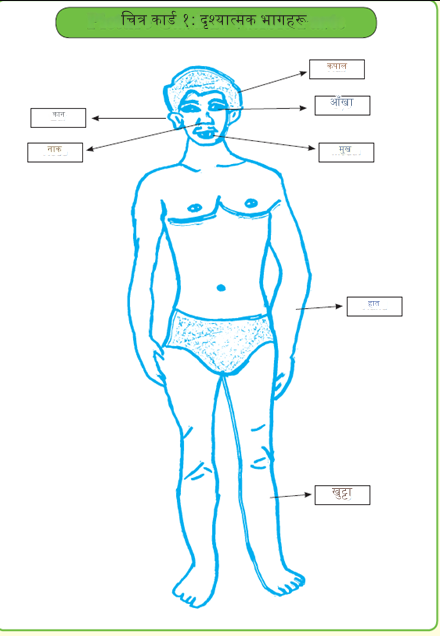 चित्र कार्ड १: दृश्यात्मक भागहरू
कपाल
आँखा
कान
नाक
मुख
हात
खुट्टा